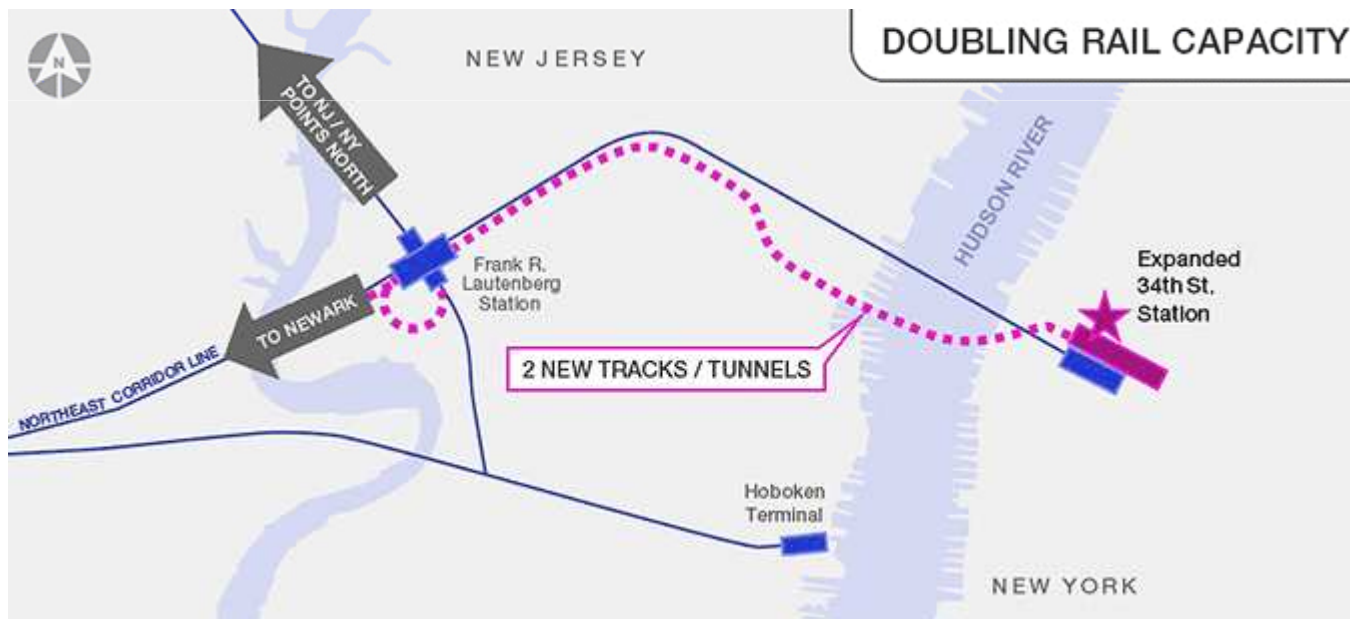 DOUBLING RAIL CAPACITY
NEW JERSEY
N
TO NJ / NY
POINTS NORTH
HUDSON RIVER
Frank R.
Lautenberg
Station
Expanded
34th St.
Station
TO NEWARK
2 NEW TRACKS / TUNNELS
NORTHEAST CORRIDOR LINE
Hoboken
Terminal
NEW YORK